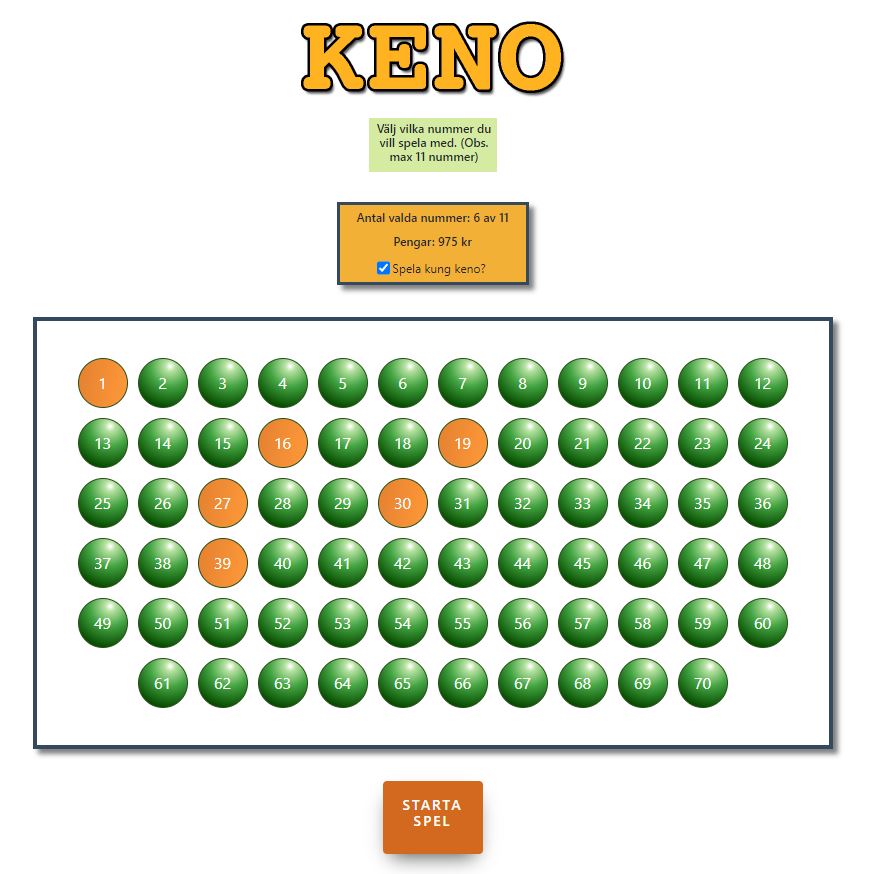 KENO
Välj vilka nummer du
vill spela med. (Obs.
max 11 nummer)
Antal valda nummer: 6 av 11
Pengar: 975 kr
Spela kung keno?
1 2 3 4 5 6 7 8 9 10 11 12
13 14 15 16 17 18 19 20 21 22 23 24
25 26 27 28 29 30 31 32 33 34 35 36
37 38 39 40 41 42 43 44 45 46 47 48
49 50 51 52 53 54 55 56 57 58 59 60
61 62 63 64 65 66 67 68 69 70
STARTA
SPEL